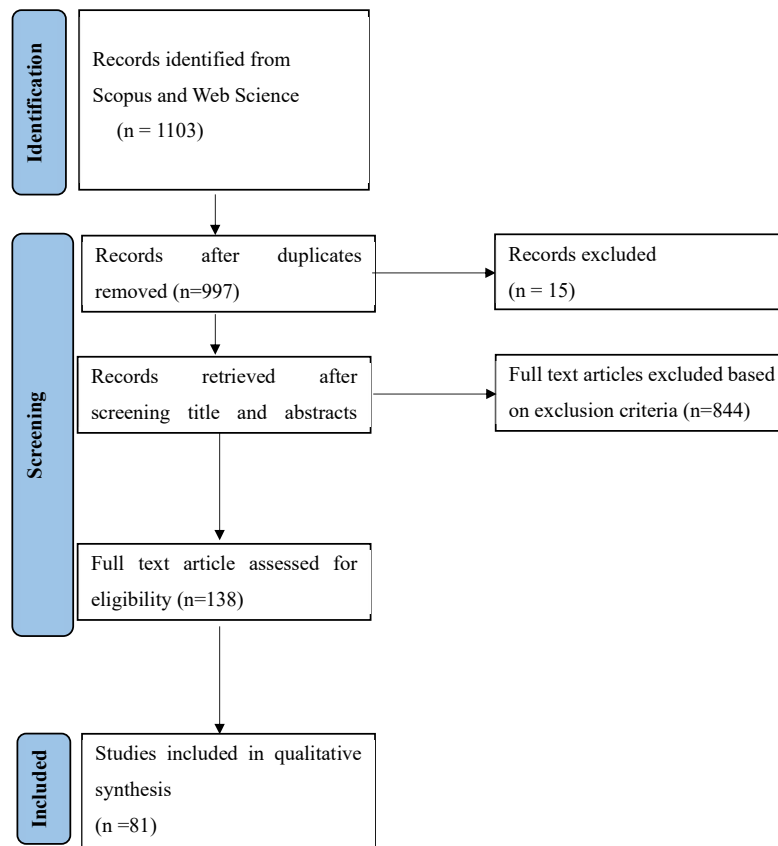 Identification
Records identified from
Scopus and Web Science
(n = 1103)
Screening
Records after duplicates
removed (n=997)
Records excluded
(n = 15)
Records retrieved after
screening title and abstracts
Full text articles excluded based
on exclusion criteria (n=844)
Full text article assessed for
eligibility (n=138)
Included
Studies included in qualitative
synthesis
(n =81)